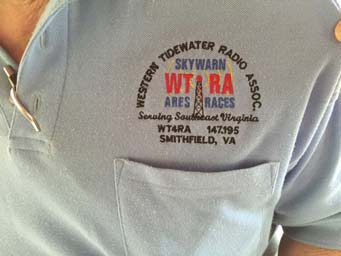 WESTERN TIDEWATER RADIO ASSOC.
SKYWARN
WT RA
ARES RACES
Serving Southeast Virginia
WT4RA 147.195
SMITHFIELD, VA